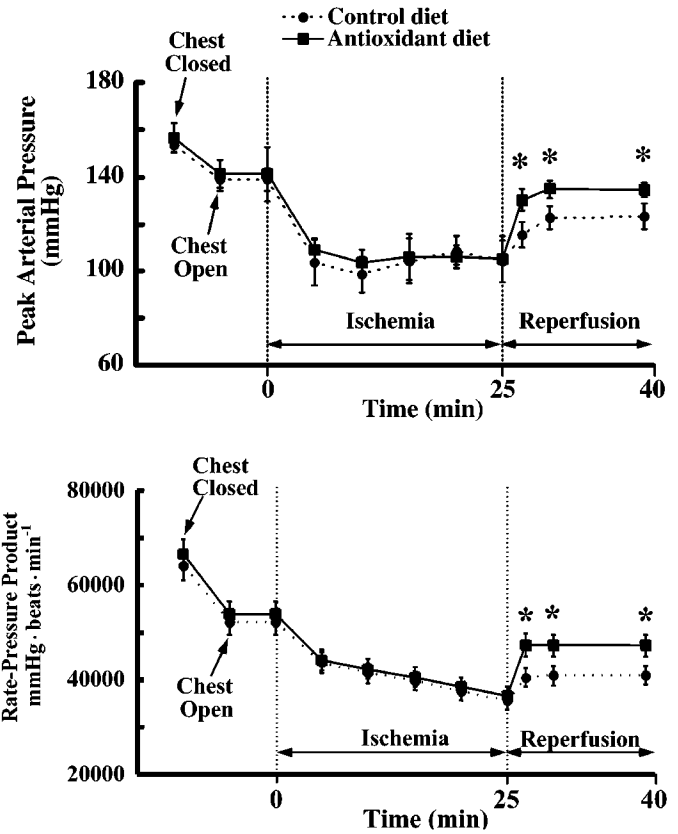 Control diet
Antioxidant diet
Chest
Closed
180
140
100
60
Peak Arterial Pressure
(mmHg)
* * *
Chest
Open
Ischemia
Reperfusion
0
25
40
Time (min)
Chest
Closed
80000
60000
40000
20000
Rate-Pressure Product
mmHg·beats·min⁻¹
* * *
Chest
Open
Ischemia
Reperfusion
0
25
40
Time (min)